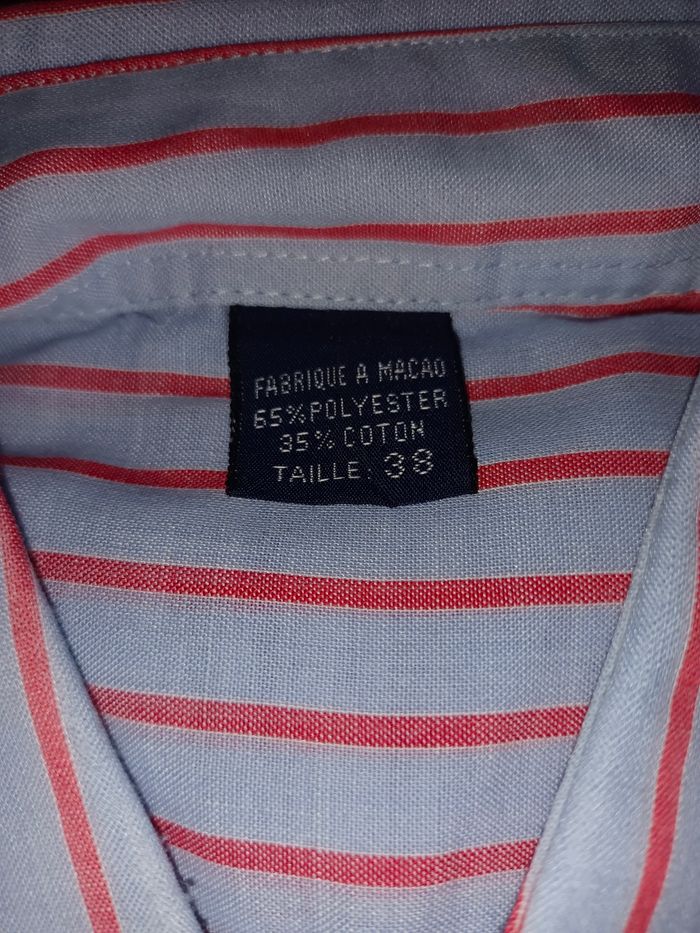 FABRIQUE A MACAO
65% POLYESTER
35% COTON
TAILLE: 38